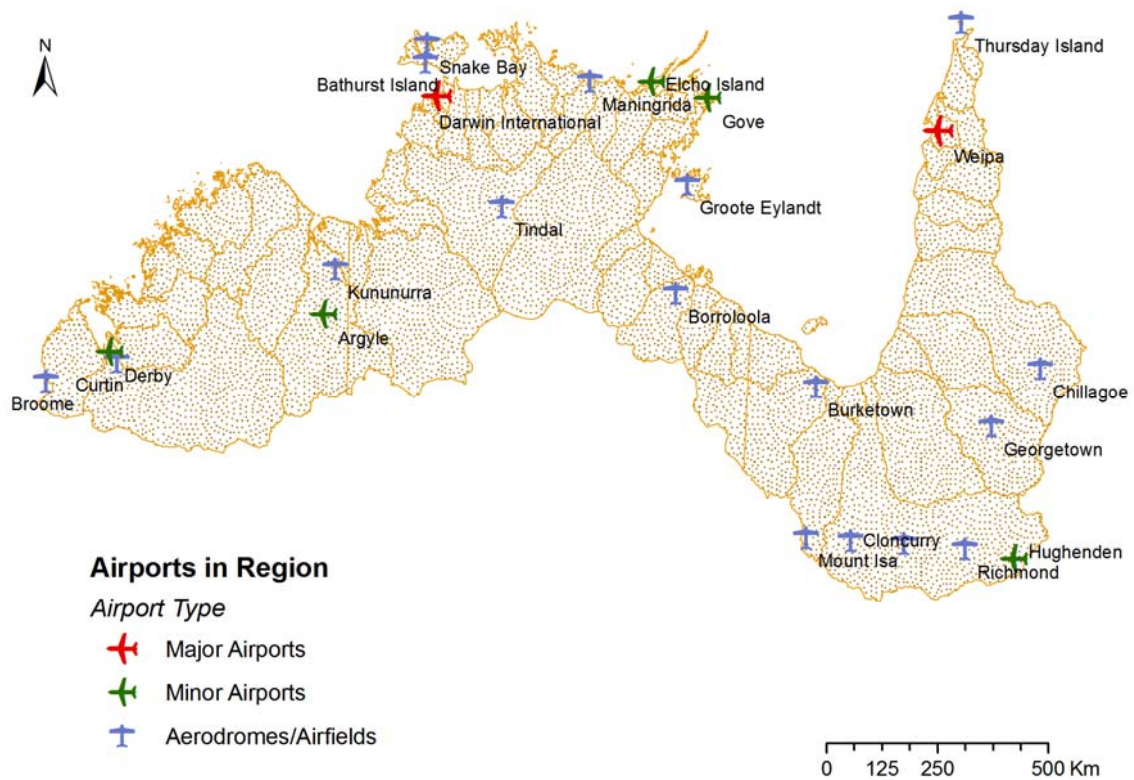 N
Thursday Island
Snake Bay
Bathurst Island
Elcho Island
Maningrida
Gove
Darwin International
Weipa
Groote Eylandt
Tindal
Kununurra
Borroloola
Argyle
Derby
Curtin
Broome
Chillagoe
Burketown
Georgetown
Cloncurry
Hughenden
Mount Isa
Richmond
Airports in Region
Airport Type
Major Airports
Minor Airports
Aerodromes/Airfields
0 125 250 500 Km